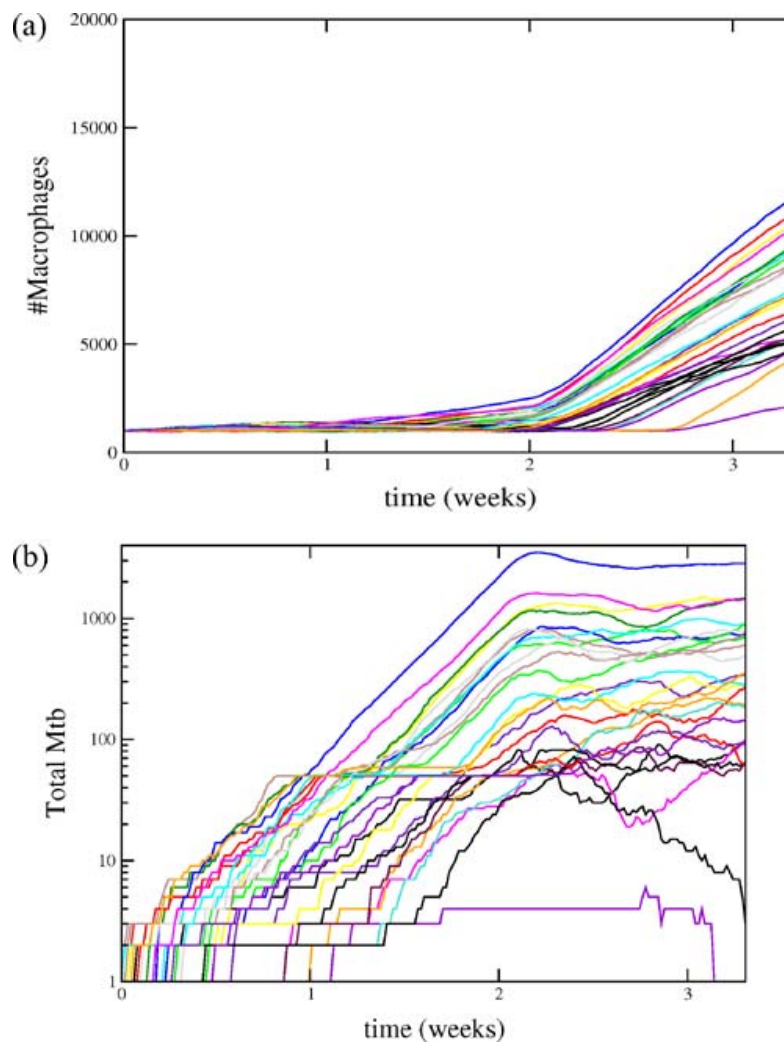 (a)
20000
15000
10000
5000
0
#Macrophages
0 1 2 3
time (weeks)
(b)
1000
100
10
1
Total Mtb
0 1 2 3
time (weeks)